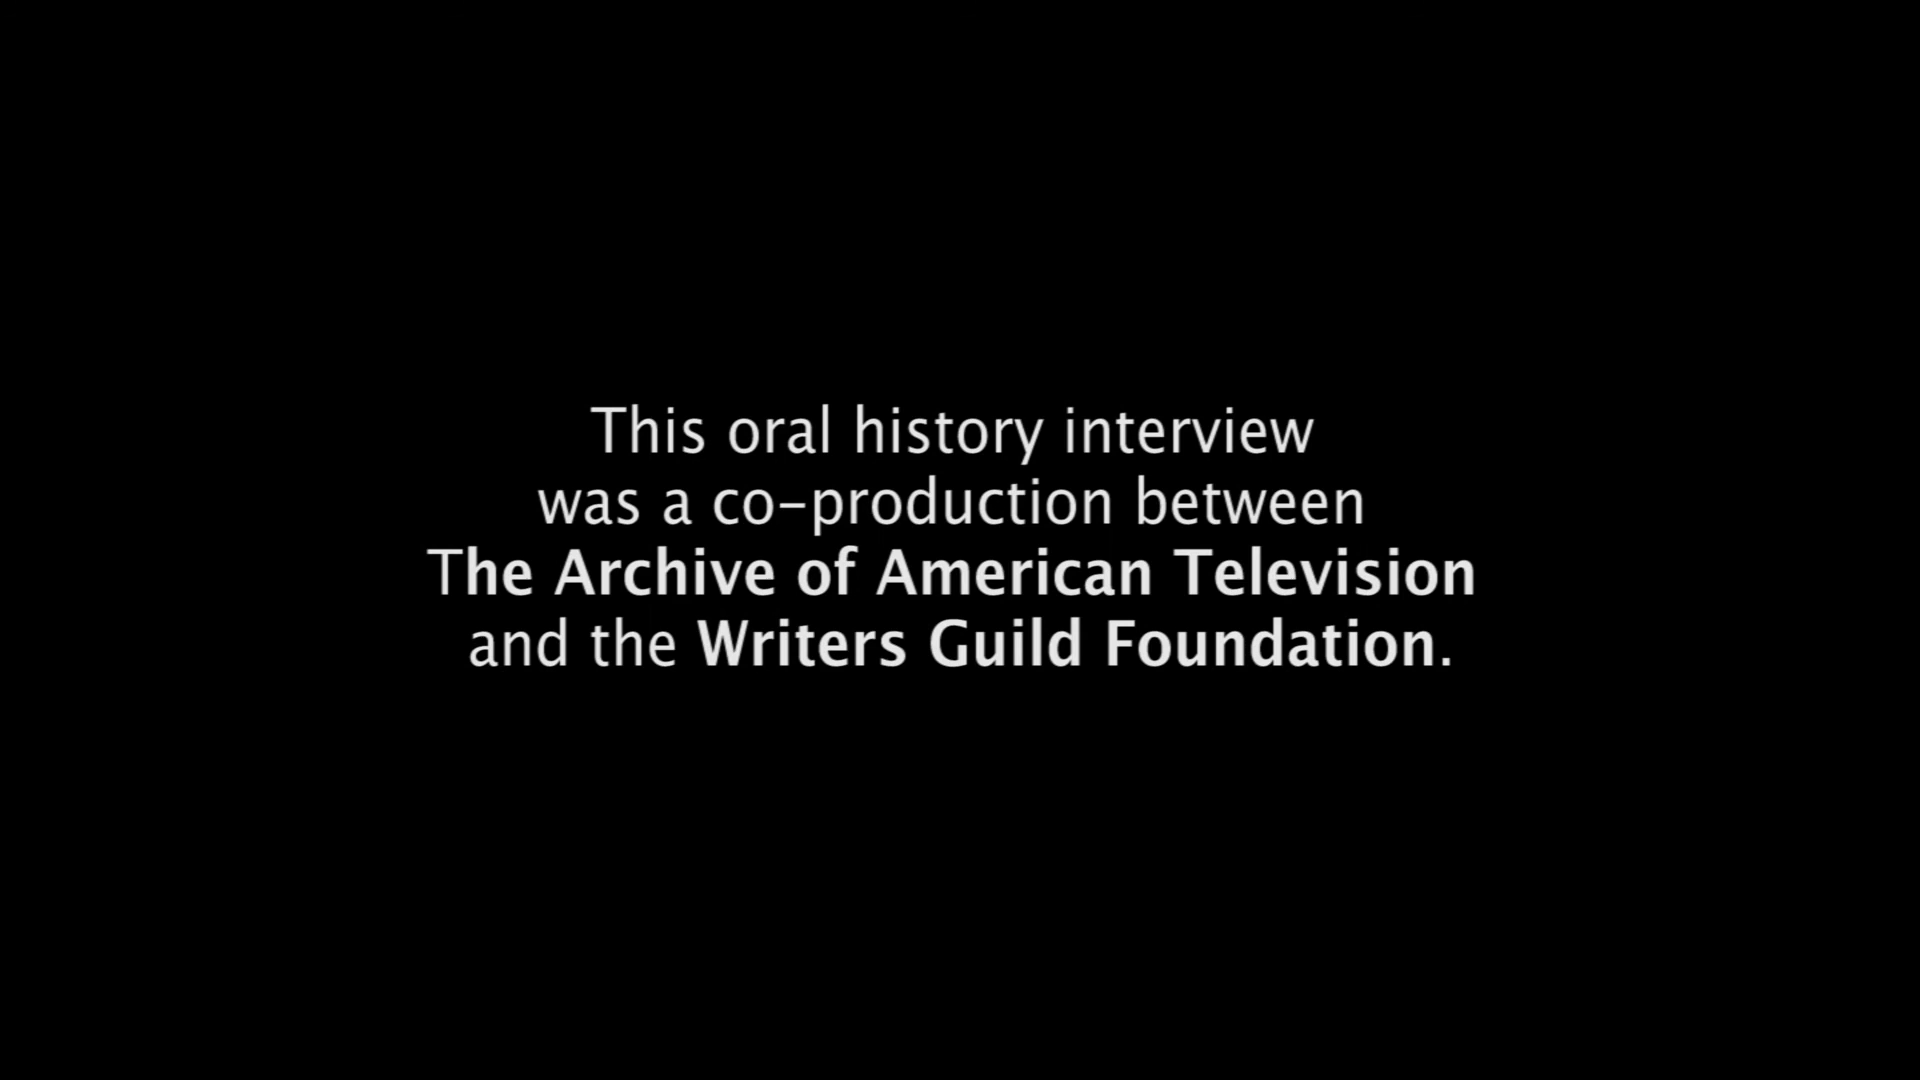 This oral history interview
was a co-production between
The Archive of American Television
and the Writers Guild Foundation.